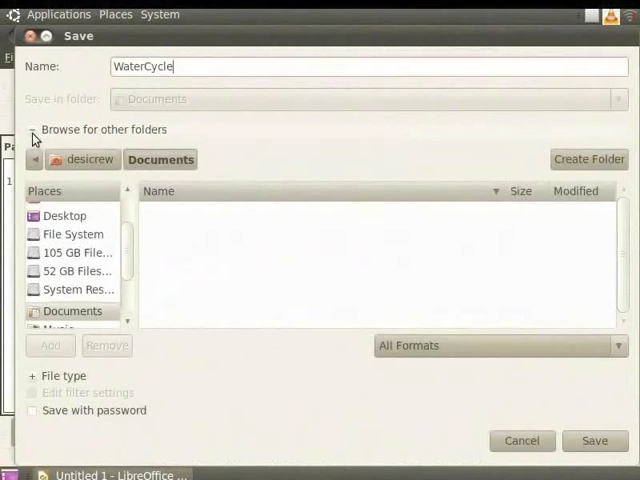 Applications Places System
Save
Name: WaterCycle
Save in folder: Documents
Browse for other folders
desicrew Documents Create Folder
Places Name Size Modified
Desktop
File System
105 GB File...
52 GB Files...
System Res...
Documents
Add Remove All Formats
File type
Edit filter settings
Save with password
Cancel Save
Untitled 1 - LibreOffice ...
1